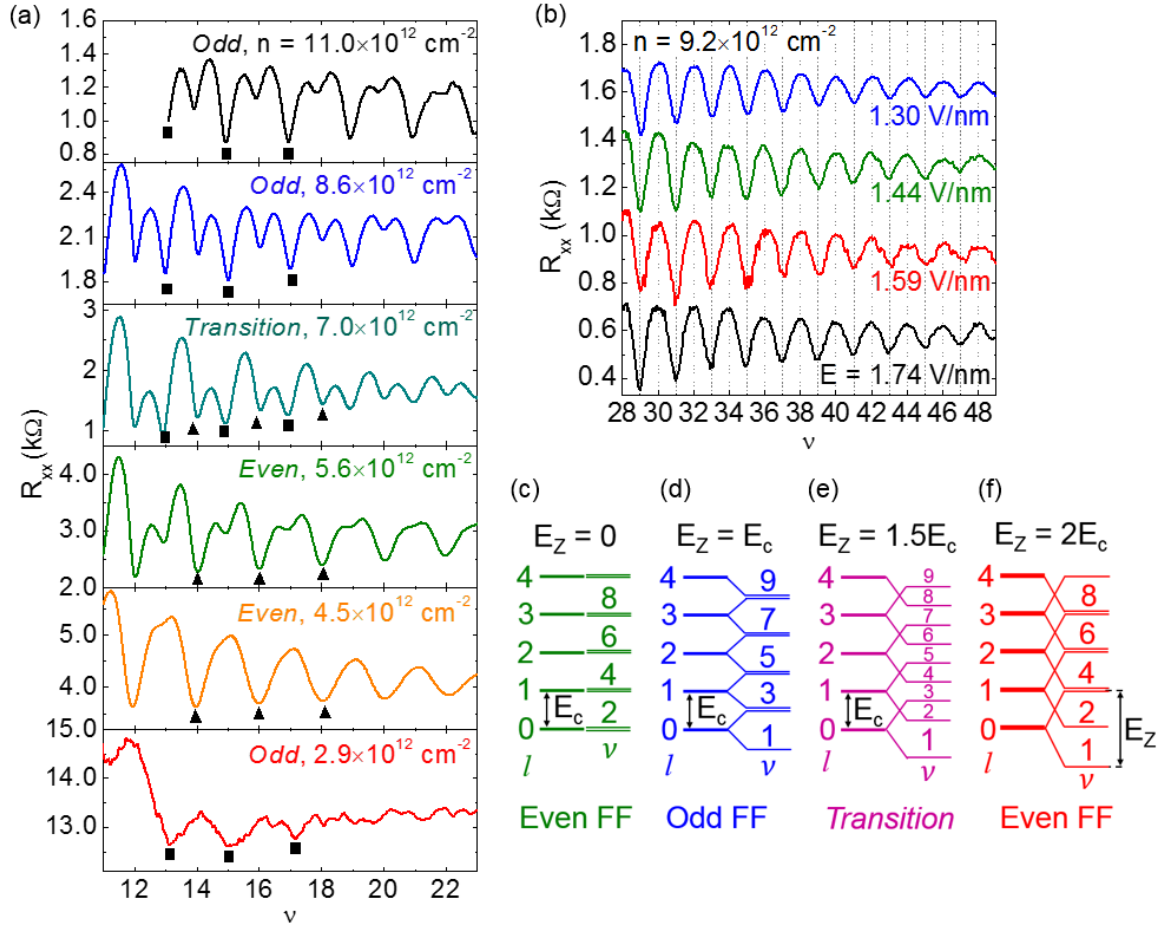 (a)
1.6
1.4
1.2
1.0
0.8
Odd, n = 11.0×10¹² cm⁻²
2.4
2.1
1.8
Odd, 8.6×10¹² cm⁻²
3
2
1
Transition, 7.0×10¹² cm⁻²
4.0
3.0
2.0
Even, 5.6×10¹² cm⁻²
2.0
5.0
4.0
Even, 4.5×10¹² cm⁻²
15.0
14.0
13.0
Odd, 2.9×10¹² cm⁻²
12 14 16 18 20 22
ν
Rxx (kΩ)
(b)
n = 9.2×10¹² cm⁻²
1.8
1.6
1.4
1.2
1.0
0.8
0.6
0.4
1.30 V/nm
1.44 V/nm
1.59 V/nm
E = 1.74 V/nm
28 30 32 34 36 38 40 42 44 46 48
ν
Rxx (kΩ)
(c)
E_Z = 0
4
3
2
1
0
l
8
6
4
2
ν
E_c
Even FF
(d)
E_Z = E_c
4
3
2
1
0
l
9
7
5
3
1
ν
E_c
Odd FF
(e)
E_Z = 1.5E_c
4
3
2
1
0
l
9
8
7
6
5
4
3
2
1
ν
E_c
Transition
(f)
E_Z = 2E_c
4
3
2
1
0
l
8
6
4
2
1
ν
E_Z
Even FF